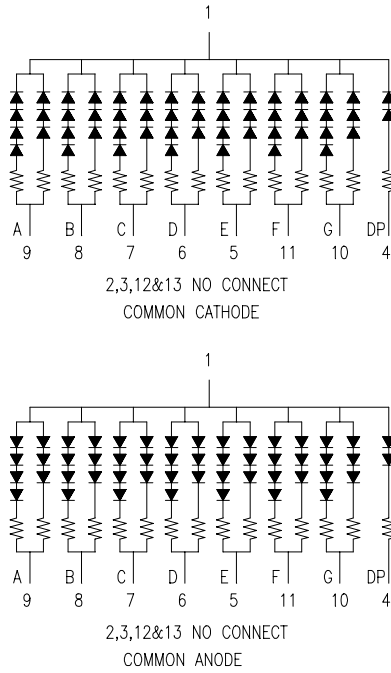 1
A B C D E F G DP
9 8 7 6 5 11 10 4
2,3,12&13 NO CONNECT
COMMON CATHODE
1
A B C D E F G DP
9 8 7 6 5 11 10 4
2,3,12&13 NO CONNECT
COMMON ANODE